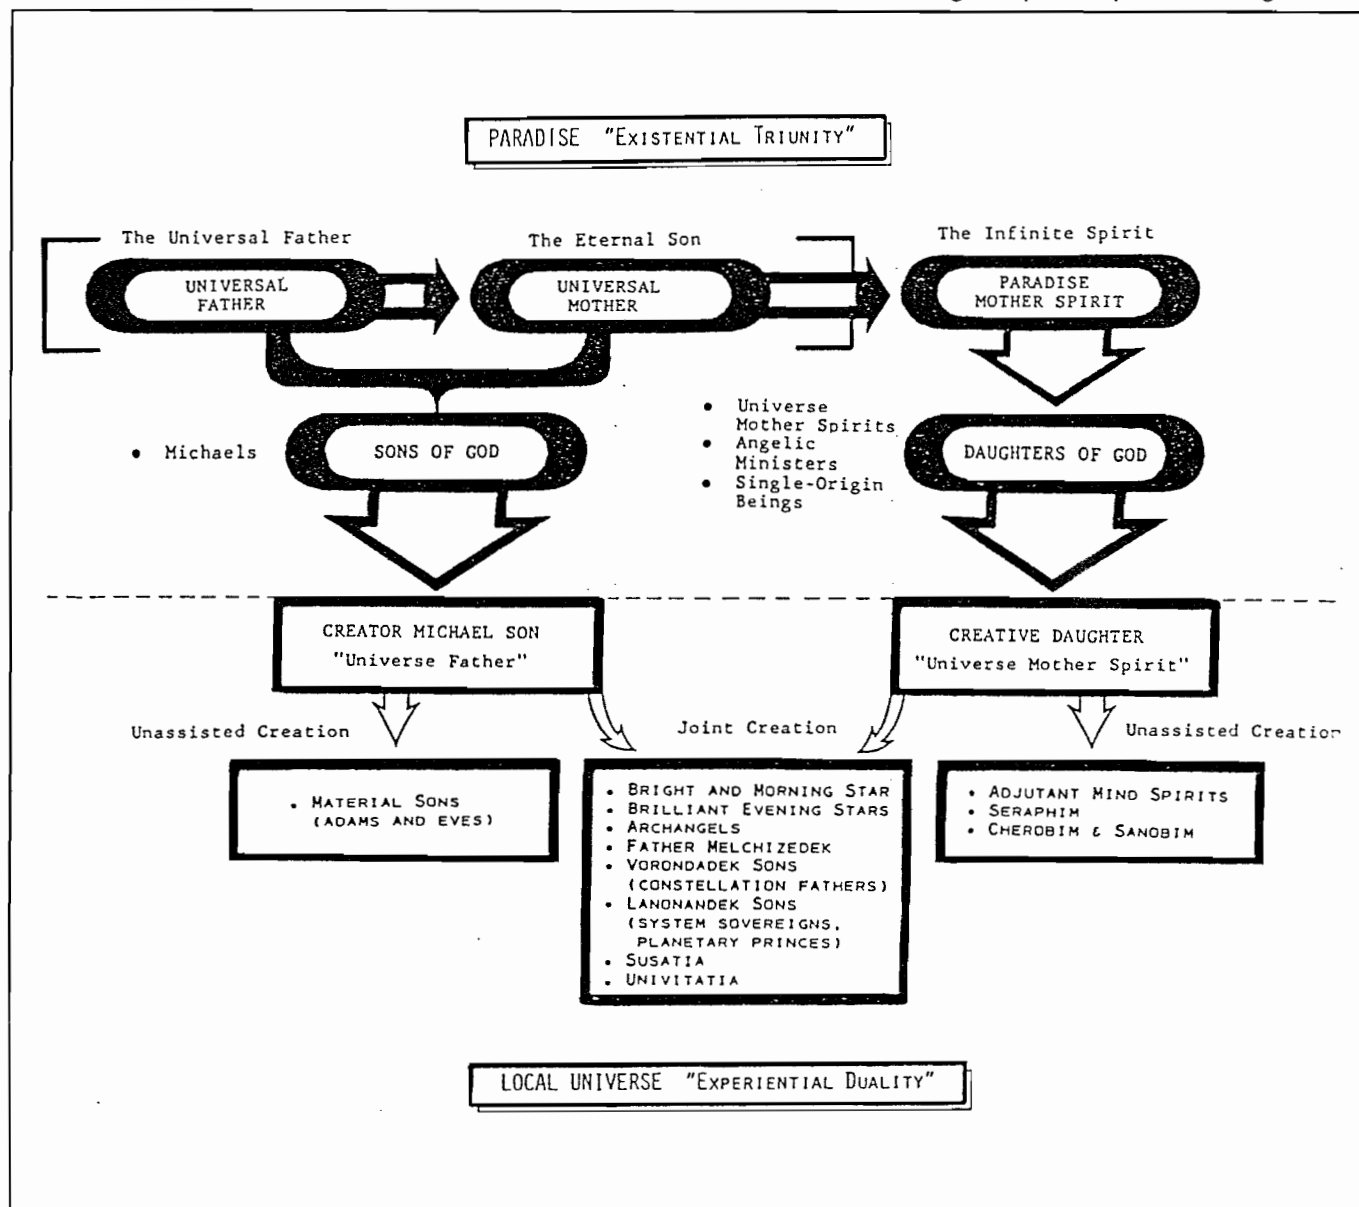 PARADISE "EXISTENTIAL TRIUNITY"
The Universal Father
The Eternal Son
The Infinite Spirit
UNIVERSAL
FATHER
UNIVERSAL
MOTHER
PARADISE
MOTHER SPIRIT
• Michaels
SONS OF GOD
• Universe
Mother Spirits
• Angelic
Ministers
• Single-Origin
Beings
DAUGHTERS OF GOD
CREATOR MICHAEL SON
"Universe Father"
CREATIVE DAUGHTER
"Universe Mother Spirit"
Unassisted Creation
Joint Creation
Unassisted Creation
• MATERIAL SONS
(ADAMS AND EVES)
• BRIGHT AND MORNING STAR
• BRILLIANT EVENING STARS
• ARCHANGELS
• FATHER MELCHIZEDEK
• VORONDADEK SONS
(CONSTELLATION FATHERS)
• LANONANDEK SONS
(SYSTEM SOVEREIGNS,
PLANETARY PRINCES)
• SUSATIA
• UNIVITATIA
• ADJUTANT MIND SPIRITS
• SERAPHIM
• CHEROBIM & SANOBIM
LOCAL UNIVERSE "EXPERIENTIAL DUALITY"